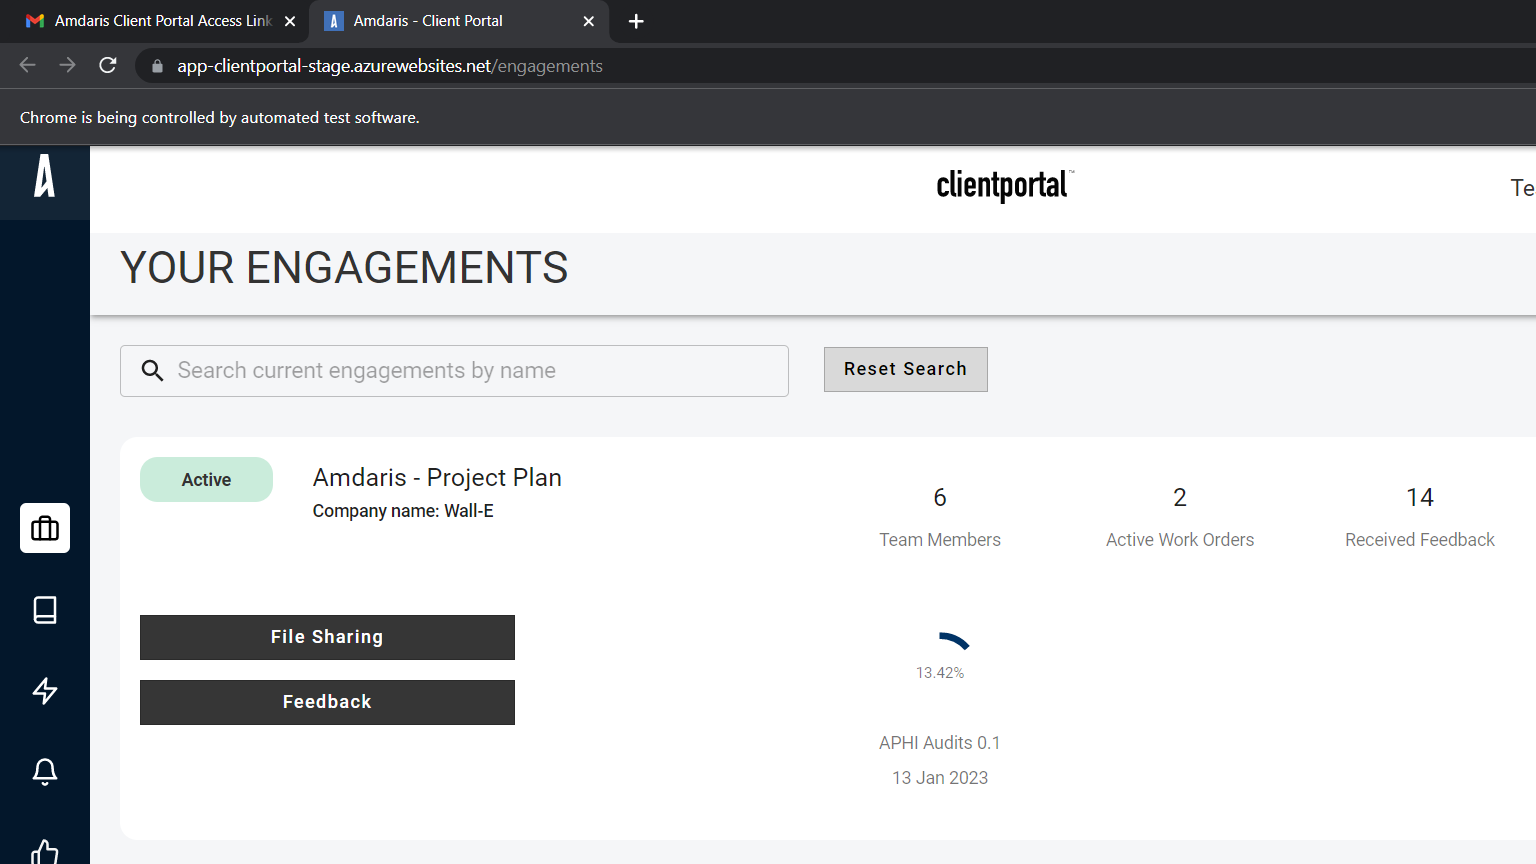 Amdaris Client Portal Access Link
Amdaris - Client Portal
app-clientportal-stage.azurewebsites.net/engagements
Chrome is being controlled by automated test software.
clientportal™
Te
YOUR ENGAGEMENTS
Search current engagements by name
Reset Search
Active
Amdaris - Project Plan
Company name: Wall-E
6
Team Members
2
Active Work Orders
14
Received Feedback
File Sharing
Feedback
13.42%
APHI Audits 0.1
13 Jan 2023